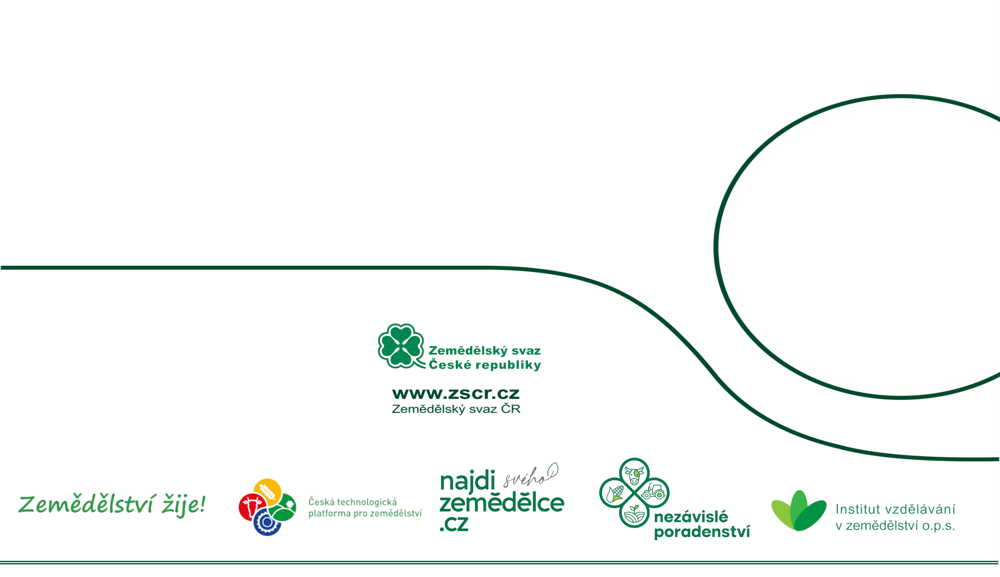 Zemědělský svaz
České republiky
www.zscr.cz
Zemědělský svaz ČR
Zemědělství žije!
Česká technologická
platforma pro zemědělství
najdi svého
zemědělce
.cz
nezávislé
poradenství
Institut vzdělávání
v zemědělství o.p.s.